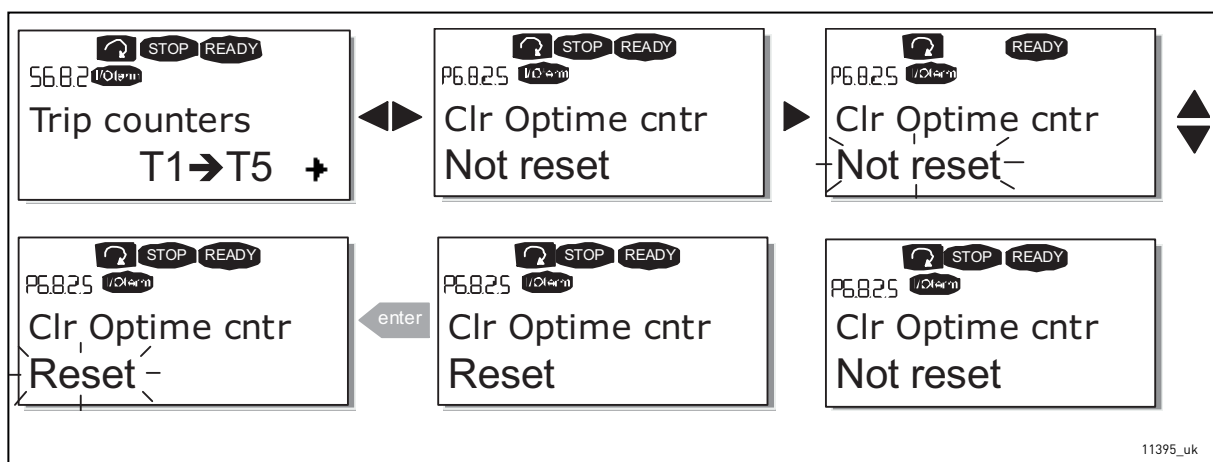 STOP READY
S6.8.2 I/Oterm
Trip counters
T1➔T5
STOP READY
P6.8.2.5 I/Oterm
Clr Optime cntr
Not reset
READY
P6.8.2.5 I/Oterm
Clr Optime cntr
Not reset
STOP READY
P6.8.2.5 I/Oterm
Clr Optime cntr
Reset
enter
STOP READY
P6.8.2.5 I/Oterm
Clr Optime cntr
Reset
STOP READY
P6.8.2.5 I/Oterm
Clr Optime cntr
Not reset
11395_uk